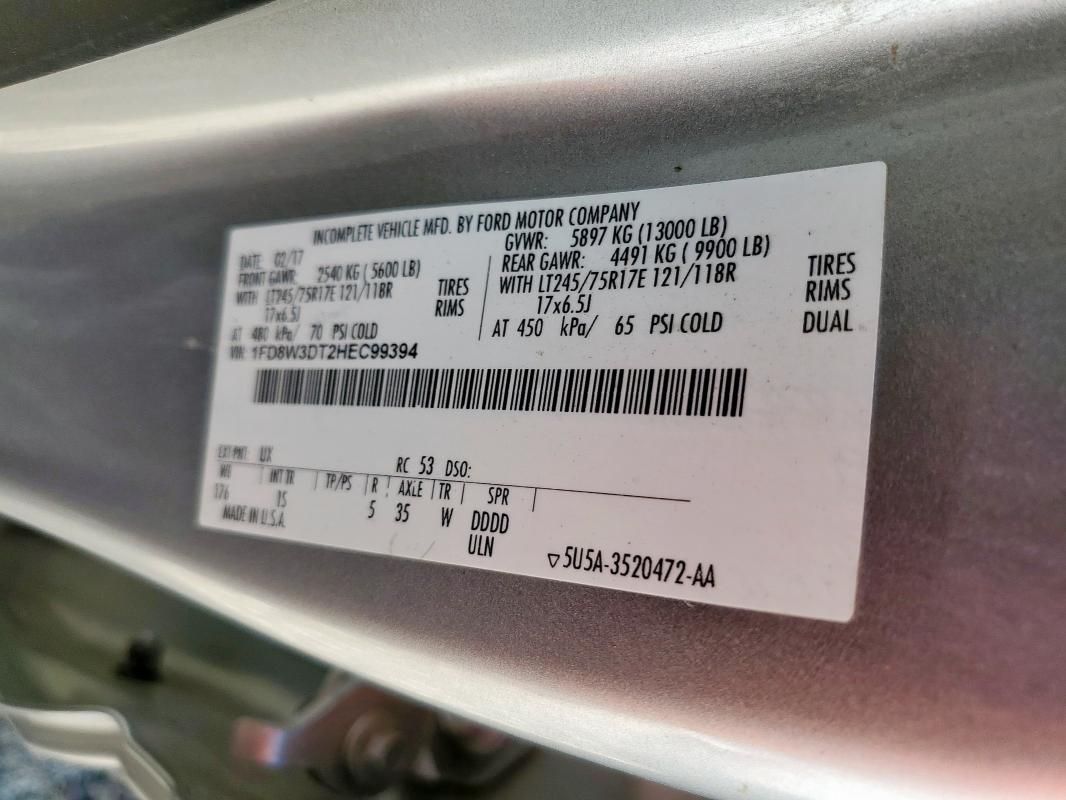 INCOMPLETE VEHICLE MFD. BY FORD MOTOR COMPANY
DATE: 02/17
GVWR: 5897 KG (13000 LB)
FRONT GAWR: 2540 KG ( 5600 LB)
REAR GAWR: 4491 KG ( 9900 LB)
WITH LT245/75R17E 121/118R TIRES
WITH LT245/75R17E 121/118R TIRES
17x6.5J RIMS
17x6.5J RIMS
AT 480 kPa/ 70 PSI COLD
AT 450 kPa/ 65 PSI COLD DUAL
VIN: 1FD8W3DT2HEC99394
EXT PNT: UX RC 53 DSO:
WB INT TR TP/PS R AXLE TR SPR
176 IS 5 35 W DDDD
MADE IN U.S.A. ULN
▽5U5A-3520472-AA